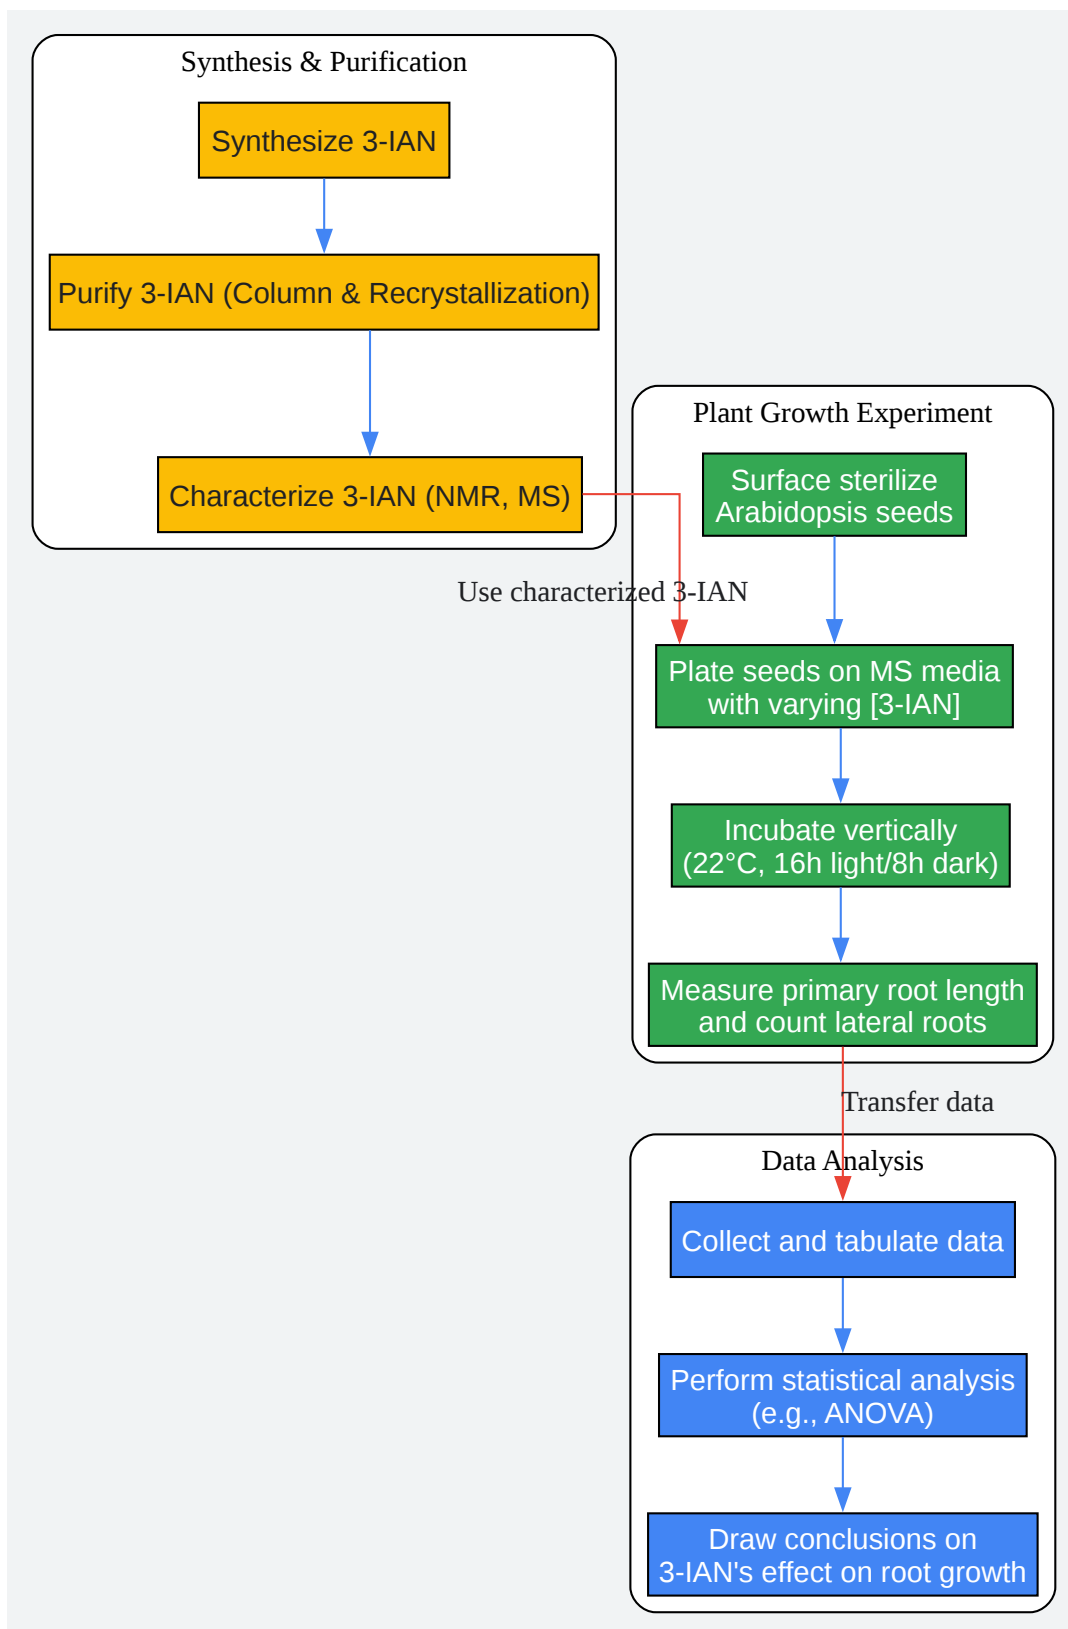 Synthesis & Purification
Synthesize 3-IAN
Purify 3-IAN (Column & Recrystallization)
Characterize 3-IAN (NMR, MS)
Use characterized 3-IAN
Plant Growth Experiment
Surface sterilize
Arabidopsis seeds
Plate seeds on MS media
with varying [3-IAN]
Incubate vertically
(22°C, 16h light/8h dark)
Measure primary root length
and count lateral roots
Transfer data
Data Analysis
Collect and tabulate data
Perform statistical analysis
(e.g., ANOVA)
Draw conclusions on
3-IAN's effect on root growth